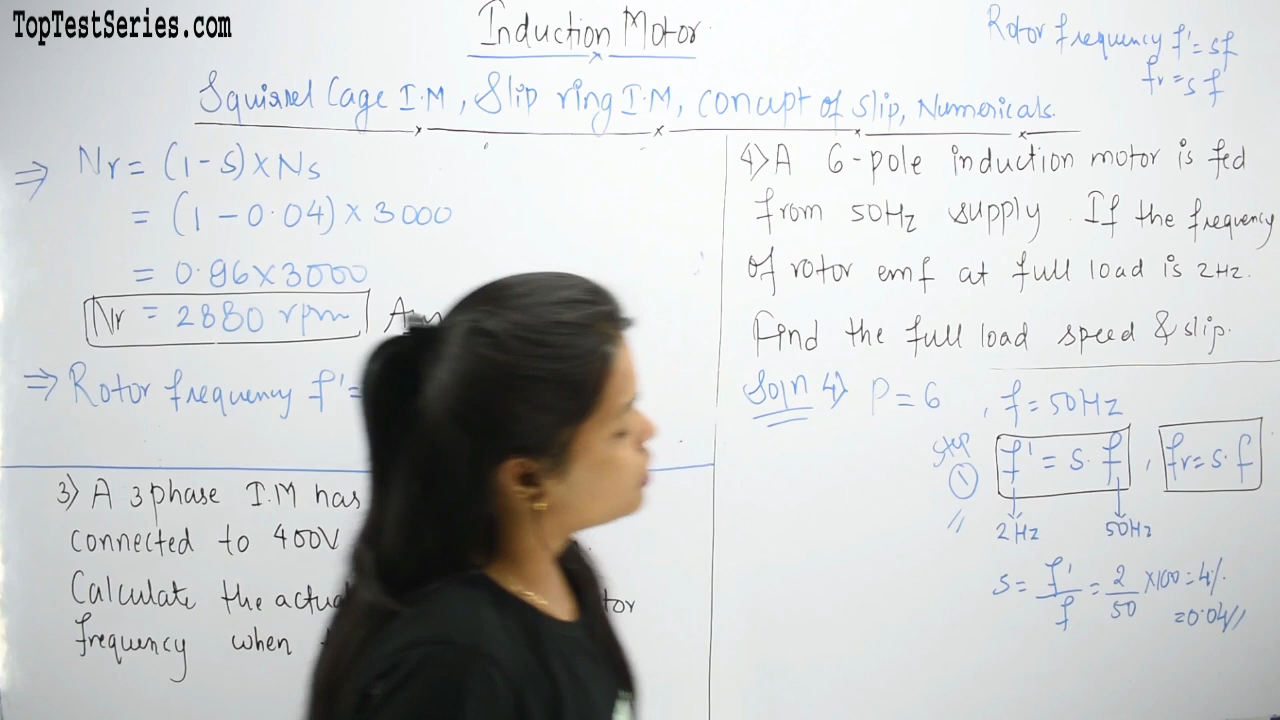 TopTestSeries.com
Induction Motor
Rotor frequency f' = sf
fr = sf
Squirrel Cage I.M, Slip ring I.M, concept of slip, Numericals.
⇒ Nr = (1-s) × Ns
= (1-0.04) × 3000
= 0.96 × 3000
Nr = 2880 rpm
⇒ Rotor frequency f' =
3) A 3 phase I.M has
connected to 400V
Calculate the actua
frequency when
4) A 6-pole induction motor is fed
from 50Hz supply. If the frequency
of rotor emf at full load is 2Hz.
Find the full load speed & slip.
Soln 4) P = 6, f = 50Hz
Step 1 f' = s.f, fr = s.f
2Hz 50Hz
s = f'/f = 2/50 × 100 = 4%
= 0.04//